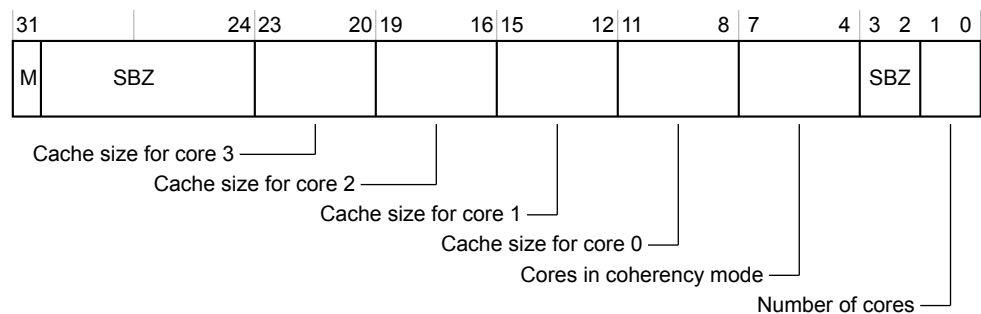 31 24 23 20 19 16 15 12 11 8 7 4 3 2 1 0
M SBZ SBZ
Cache size for core 3
Cache size for core 2
Cache size for core 1
Cache size for core 0
Cores in coherency mode
Number of cores